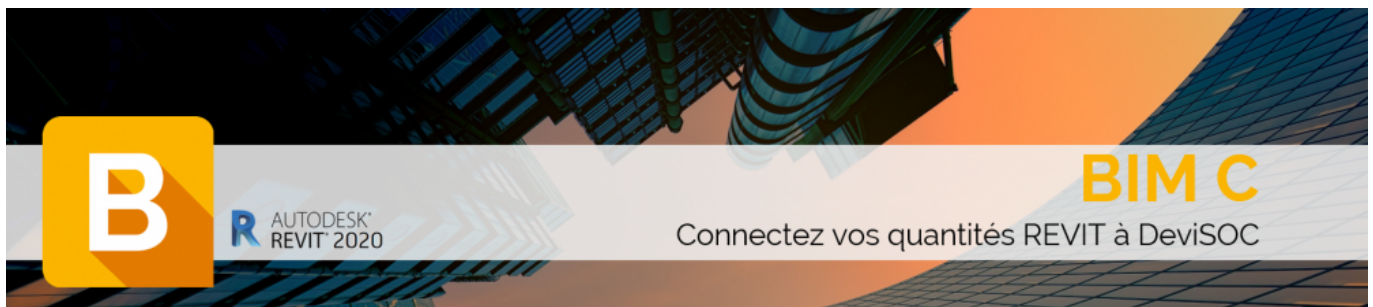 BIM C
B
R AUTODESK®
REVIT® 2020
Connectez vos quantités REVIT à DeviSOC